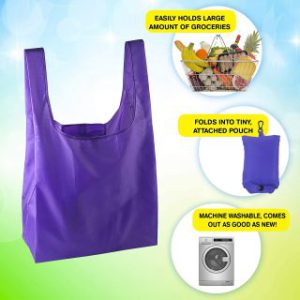 EASILY HOLDS LARGE
AMOUNT OF GROCERIES
FOLDS INTO TINY,
ATTACHED POUCH
MACHINE WASHABLE, COMES
OUT AS GOOD AS NEW!